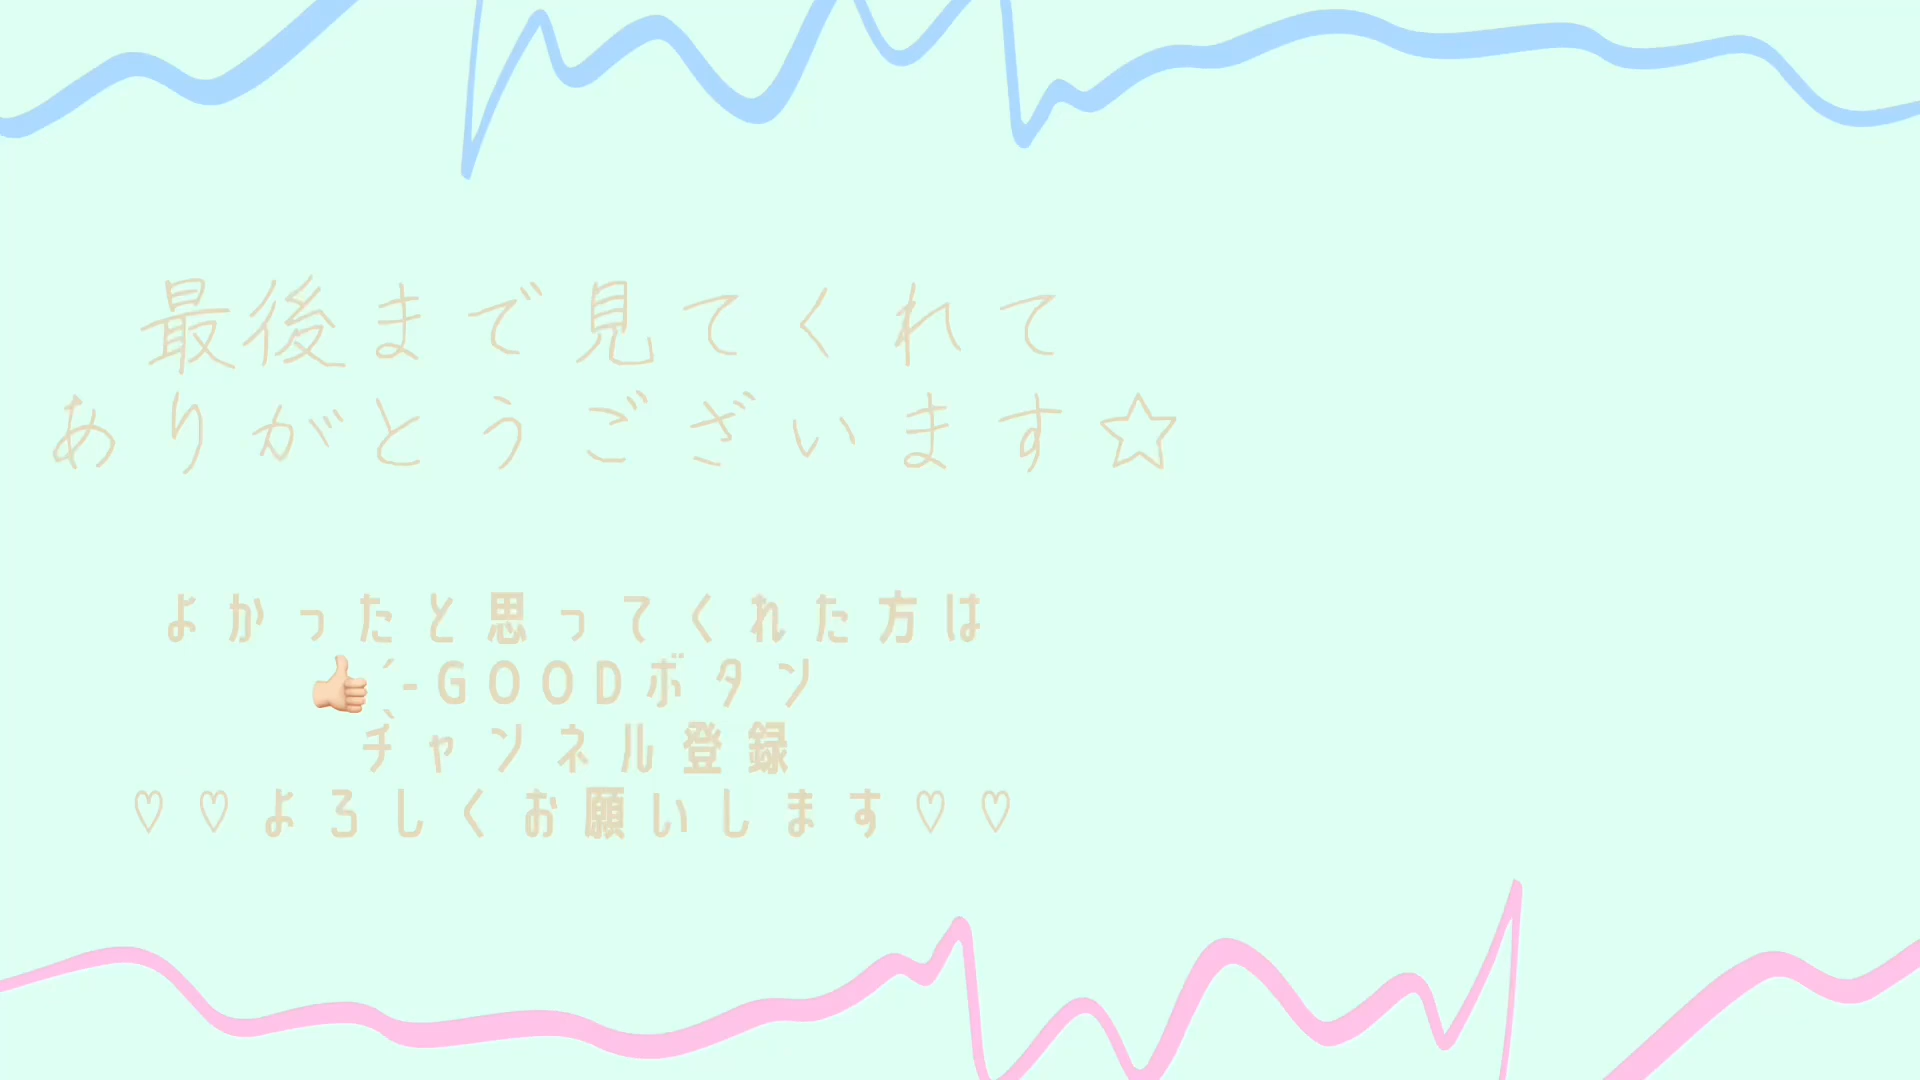 最後まで見てくれて
ありがとうございます☆
よかったと思ってくれた方は
👍🏻 ̖́-GOODボタン
チャンネル登録
♡♡よろしくお願いします♡♡